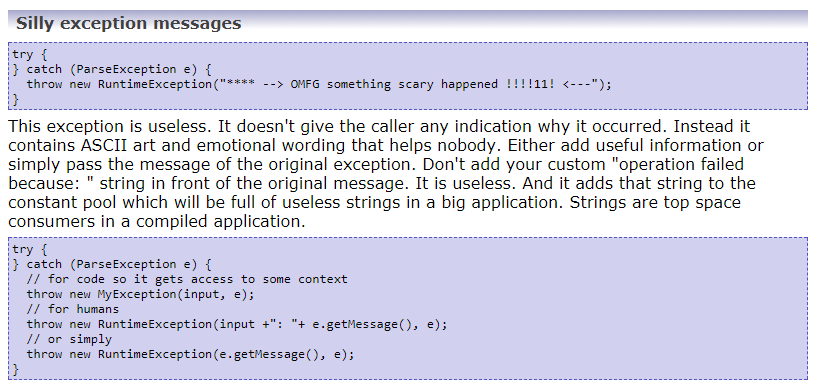 Silly exception messages
try {
} catch (ParseException e) {
  throw new RuntimeException("**** --> OMFG something scary happened !!!!11! <---");
}
This exception is useless. It doesn't give the caller any indication why it occurred. Instead it
contains ASCII art and emotional wording that helps nobody. Either add useful information or
simply pass the message of the original exception. Don't add your custom "operation failed
because: " string in front of the original message. It is useless. And it adds that string to the
constant pool which will be full of useless strings in a big application. Strings are top space
consumers in a compiled application.
try {
} catch (ParseException e) {
  // for code so it gets access to some context
  throw new MyException(input, e);
  // for humans
  throw new RuntimeException(input +": "+ e.getMessage(), e);
  // or simply
  throw new RuntimeException(e.getMessage(), e);
}